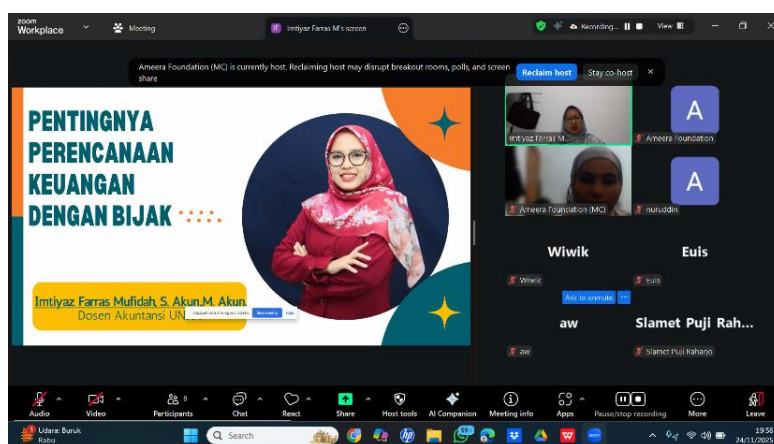 zoom
Workplace
Meeting
Imtiyaz Farras M's screen
Recording...
View
Ameera Foundation (MC) is currently host. Reclaiming host may disrupt breakout rooms, polls, and screen
share
Reclaim host
Stay co-host
PENTINGNYA
PERENCANAAN
KEUANGAN
DENGAN BIJAK
Imtiyaz Farras Mufidah, S. Akun.M. Akun.
Dosen Akuntansi
Imtiyaz Farras M...
A
Ameera Foundation
Ameera Foundation (MC)
A
nuruddin
Wiwik
Wiwik
Euis
Euis
Ask to unmute
aw
aw
Slamet Puji Rah...
Slamet Puji Raharjo
Audio
Video
8
Participants
Chat
React
Share
Host tools
AI Companion
Meeting info
Apps
Pause/stop recording
More
Leave
Udara: Buruk
Rabu
Search
99+
19:56